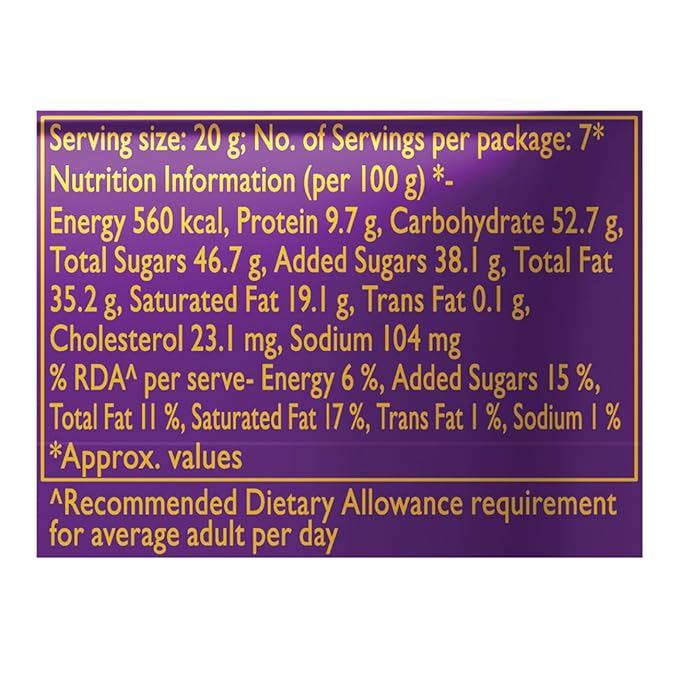 Serving size: 20 g; No. of Servings per package: 7*
Nutrition Information (per 100 g) *-
Energy 560 kcal, Protein 9.7 g, Carbohydrate 52.7 g,
Total Sugars 46.7 g, Added Sugars 38.1 g, Total Fat
35.2 g, Saturated Fat 19.1 g, Trans Fat 0.1 g,
Cholesterol 23.1 mg, Sodium 104 mg
% RDA^ per serve- Energy 6 %, Added Sugars 15 %,
Total Fat 11 %, Saturated Fat 17 %, Trans Fat 1 %, Sodium 1 %
*Approx. values
^Recommended Dietary Allowance requirement
for average adult per day